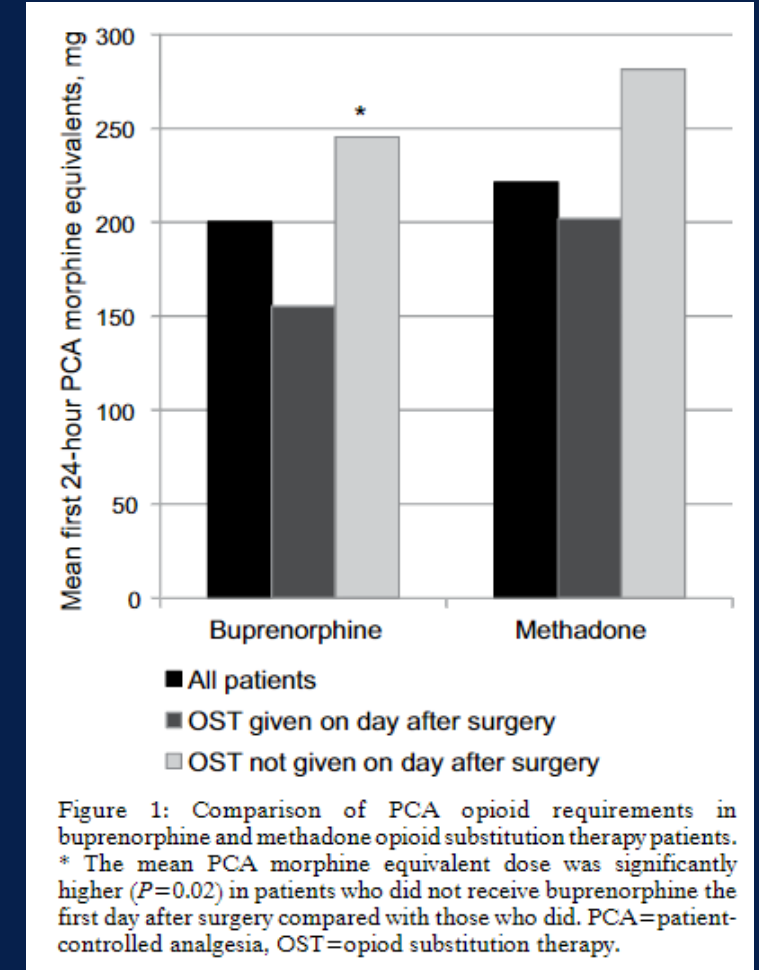 Mean first 24-hour PCA morphine equivalents, mg
300
250
200
150
100
50
0
*
Buprenorphine
Methadone
All patients
OST given on day after surgery
OST not given on day after surgery
Figure 1: Comparison of PCA opioid requirements in
buprenorphine and methadone opioid substitution therapy patients.
* The mean PCA morphine equivalent dose was significantly
higher (P=0.02) in patients who did not receive buprenorphine the
first day after surgery compared with those who did. PCA=patient-
controlled analgesia, OST=opiod substitution therapy.